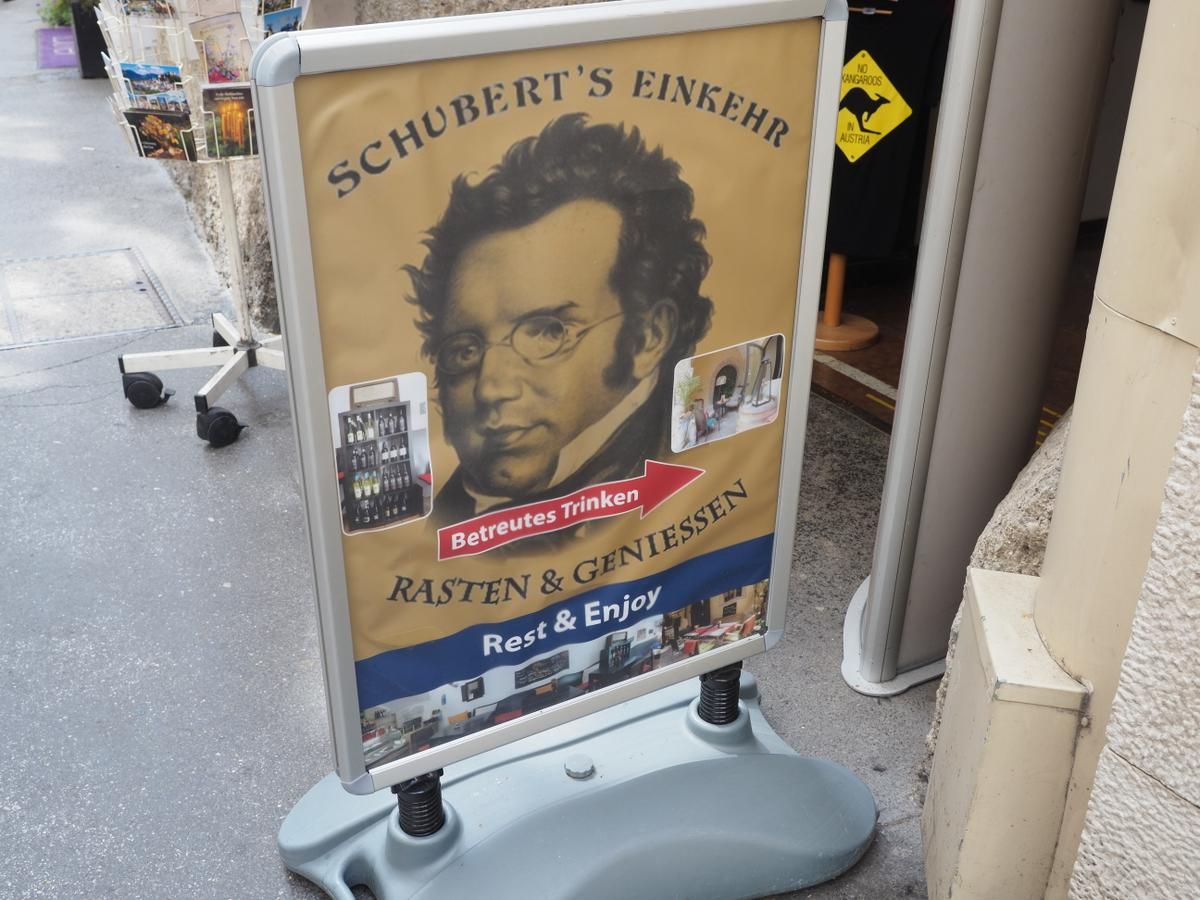 SCHUBERT'S EINKEHR
NO
KANGAROOS
IN
AUSTRIA
Betreutes Trinken
RASTEN & GENIESSEN
Rest & Enjoy